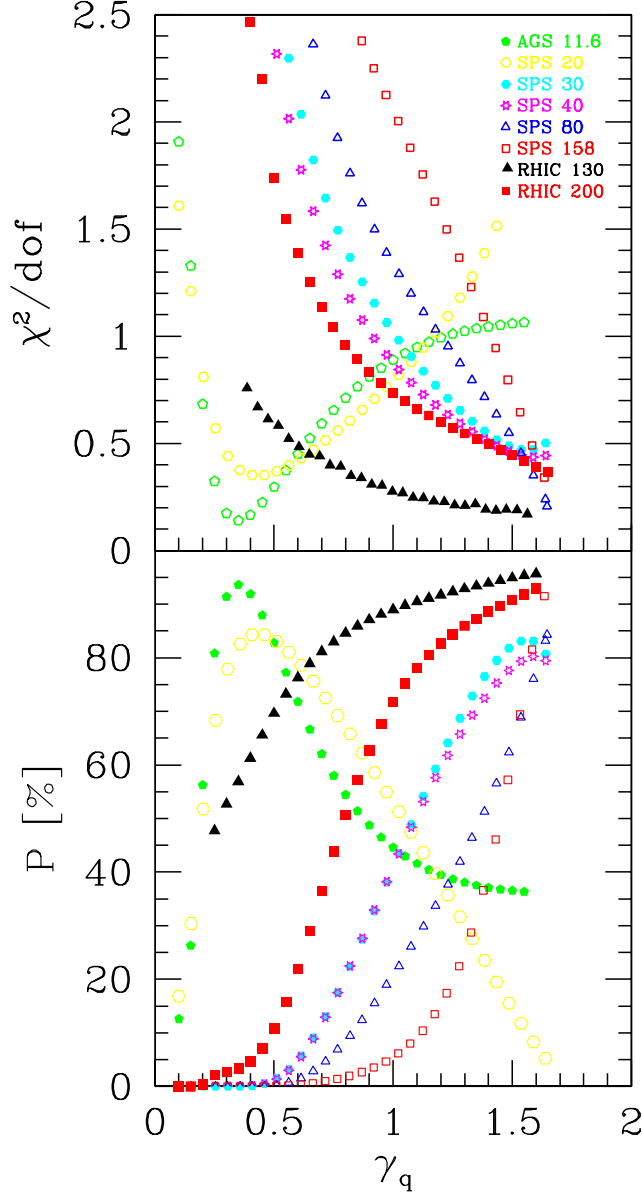 2.5
2
1.5
1
0.5
0
χ²/dof
AGS 11.6
SPS 20
SPS 30
SPS 40
SPS 80
SPS 158
RHIC 130
RHIC 200
80
60
40
20
0
P [%]
0 0.5 1 1.5 2
γq